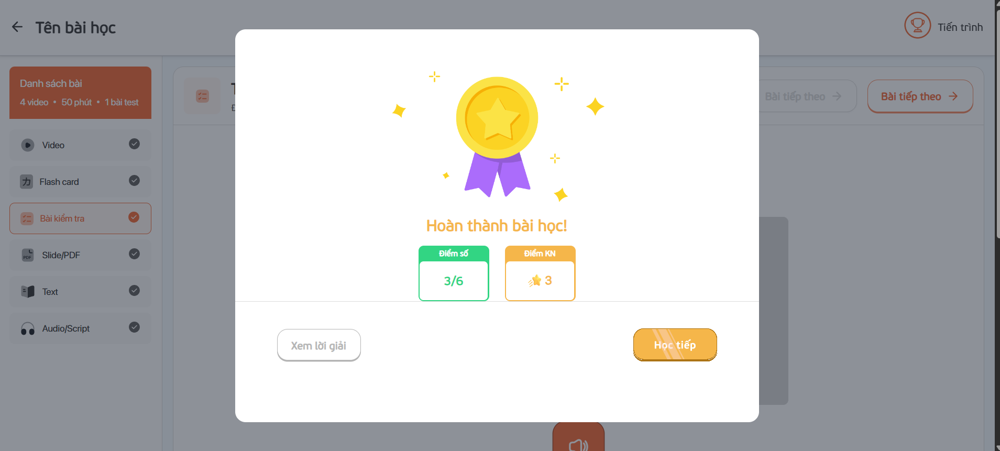 Tên bài học
Tiến trình
Danh sách bài
4 video • 50 phút • 1 bài test
Video
Flash card
Bài kiểm tra
Slide/PDF
Text
Audio/Script
Bài tiếp theo
Bài tiếp theo
Hoàn thành bài học!
Điểm số
Điểm KN
3/6
3
Xem lời giải
Học tiếp
力
PDF